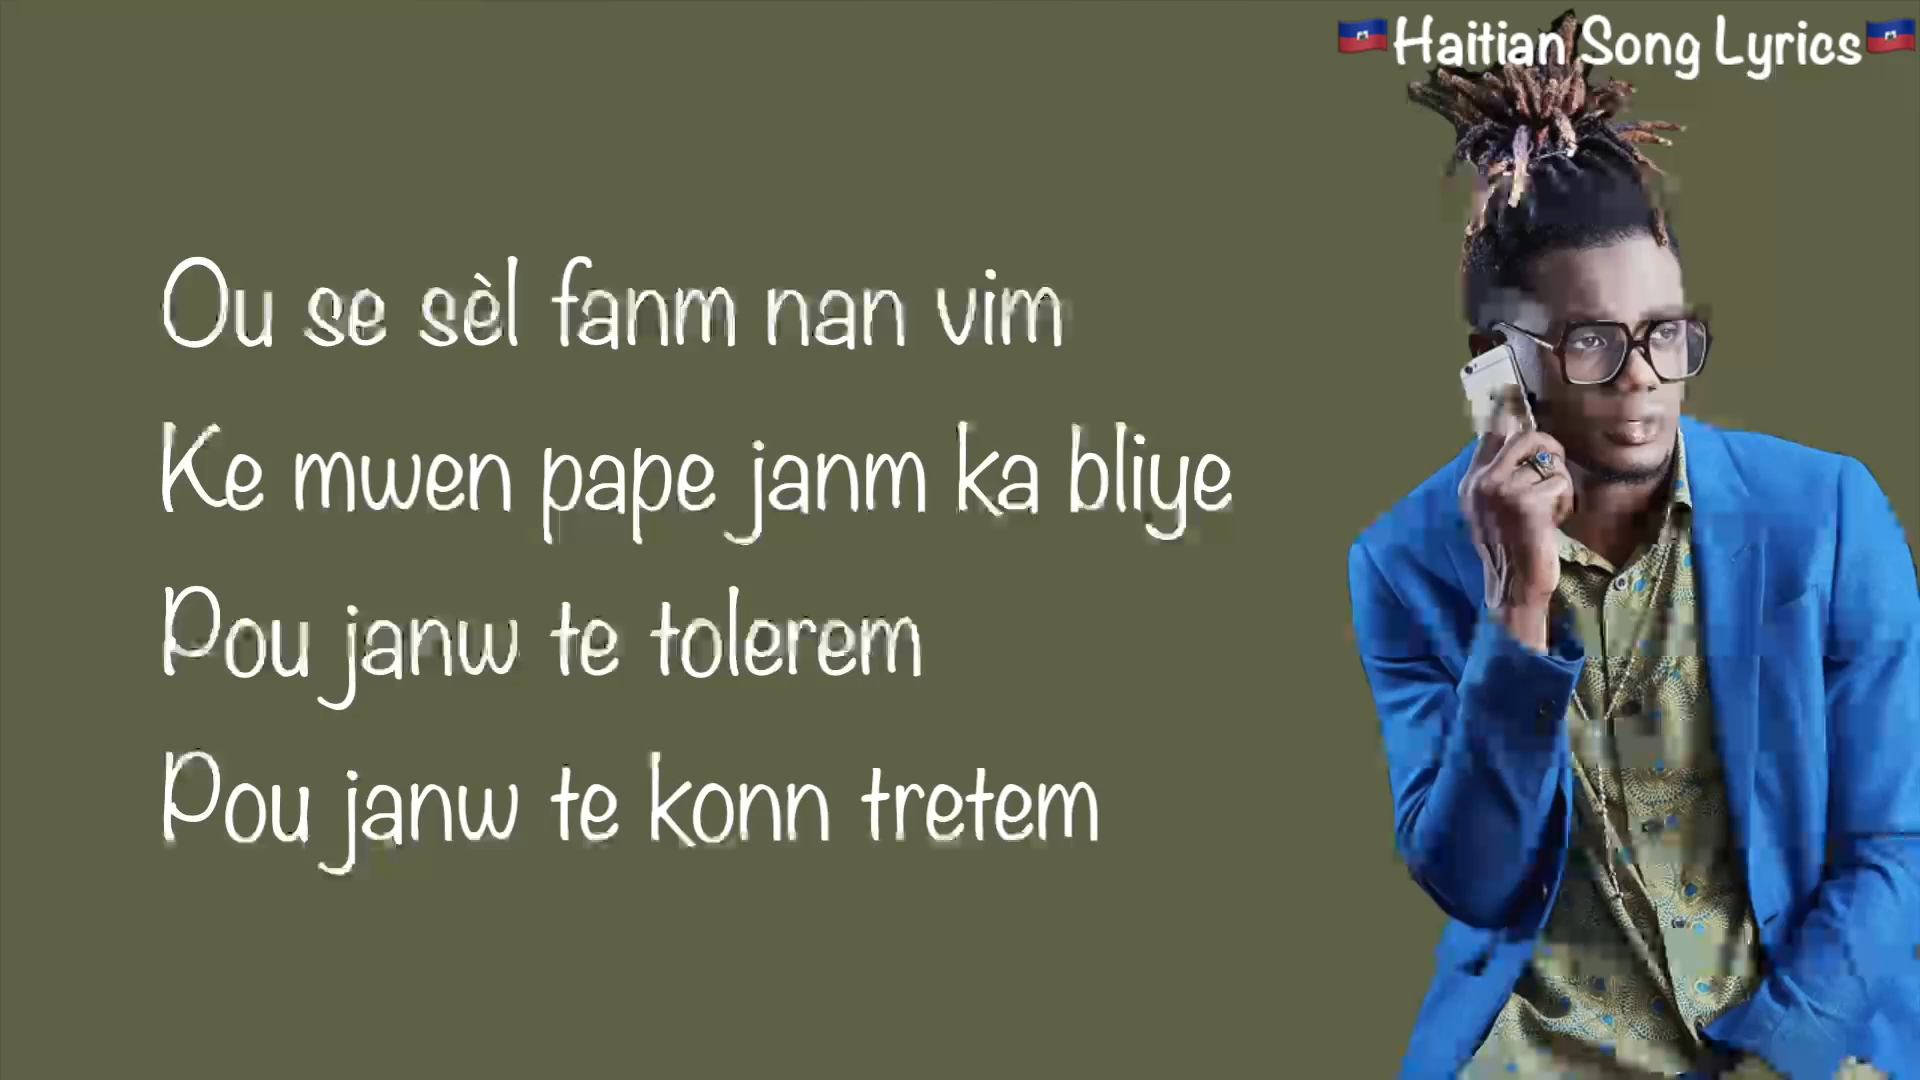 Haitian Song Lyrics
Ou se sèl fanm nan vim
Ke mwen pape janm ka bliye
Pou janw te tolerem
Pou janw te konn tretem